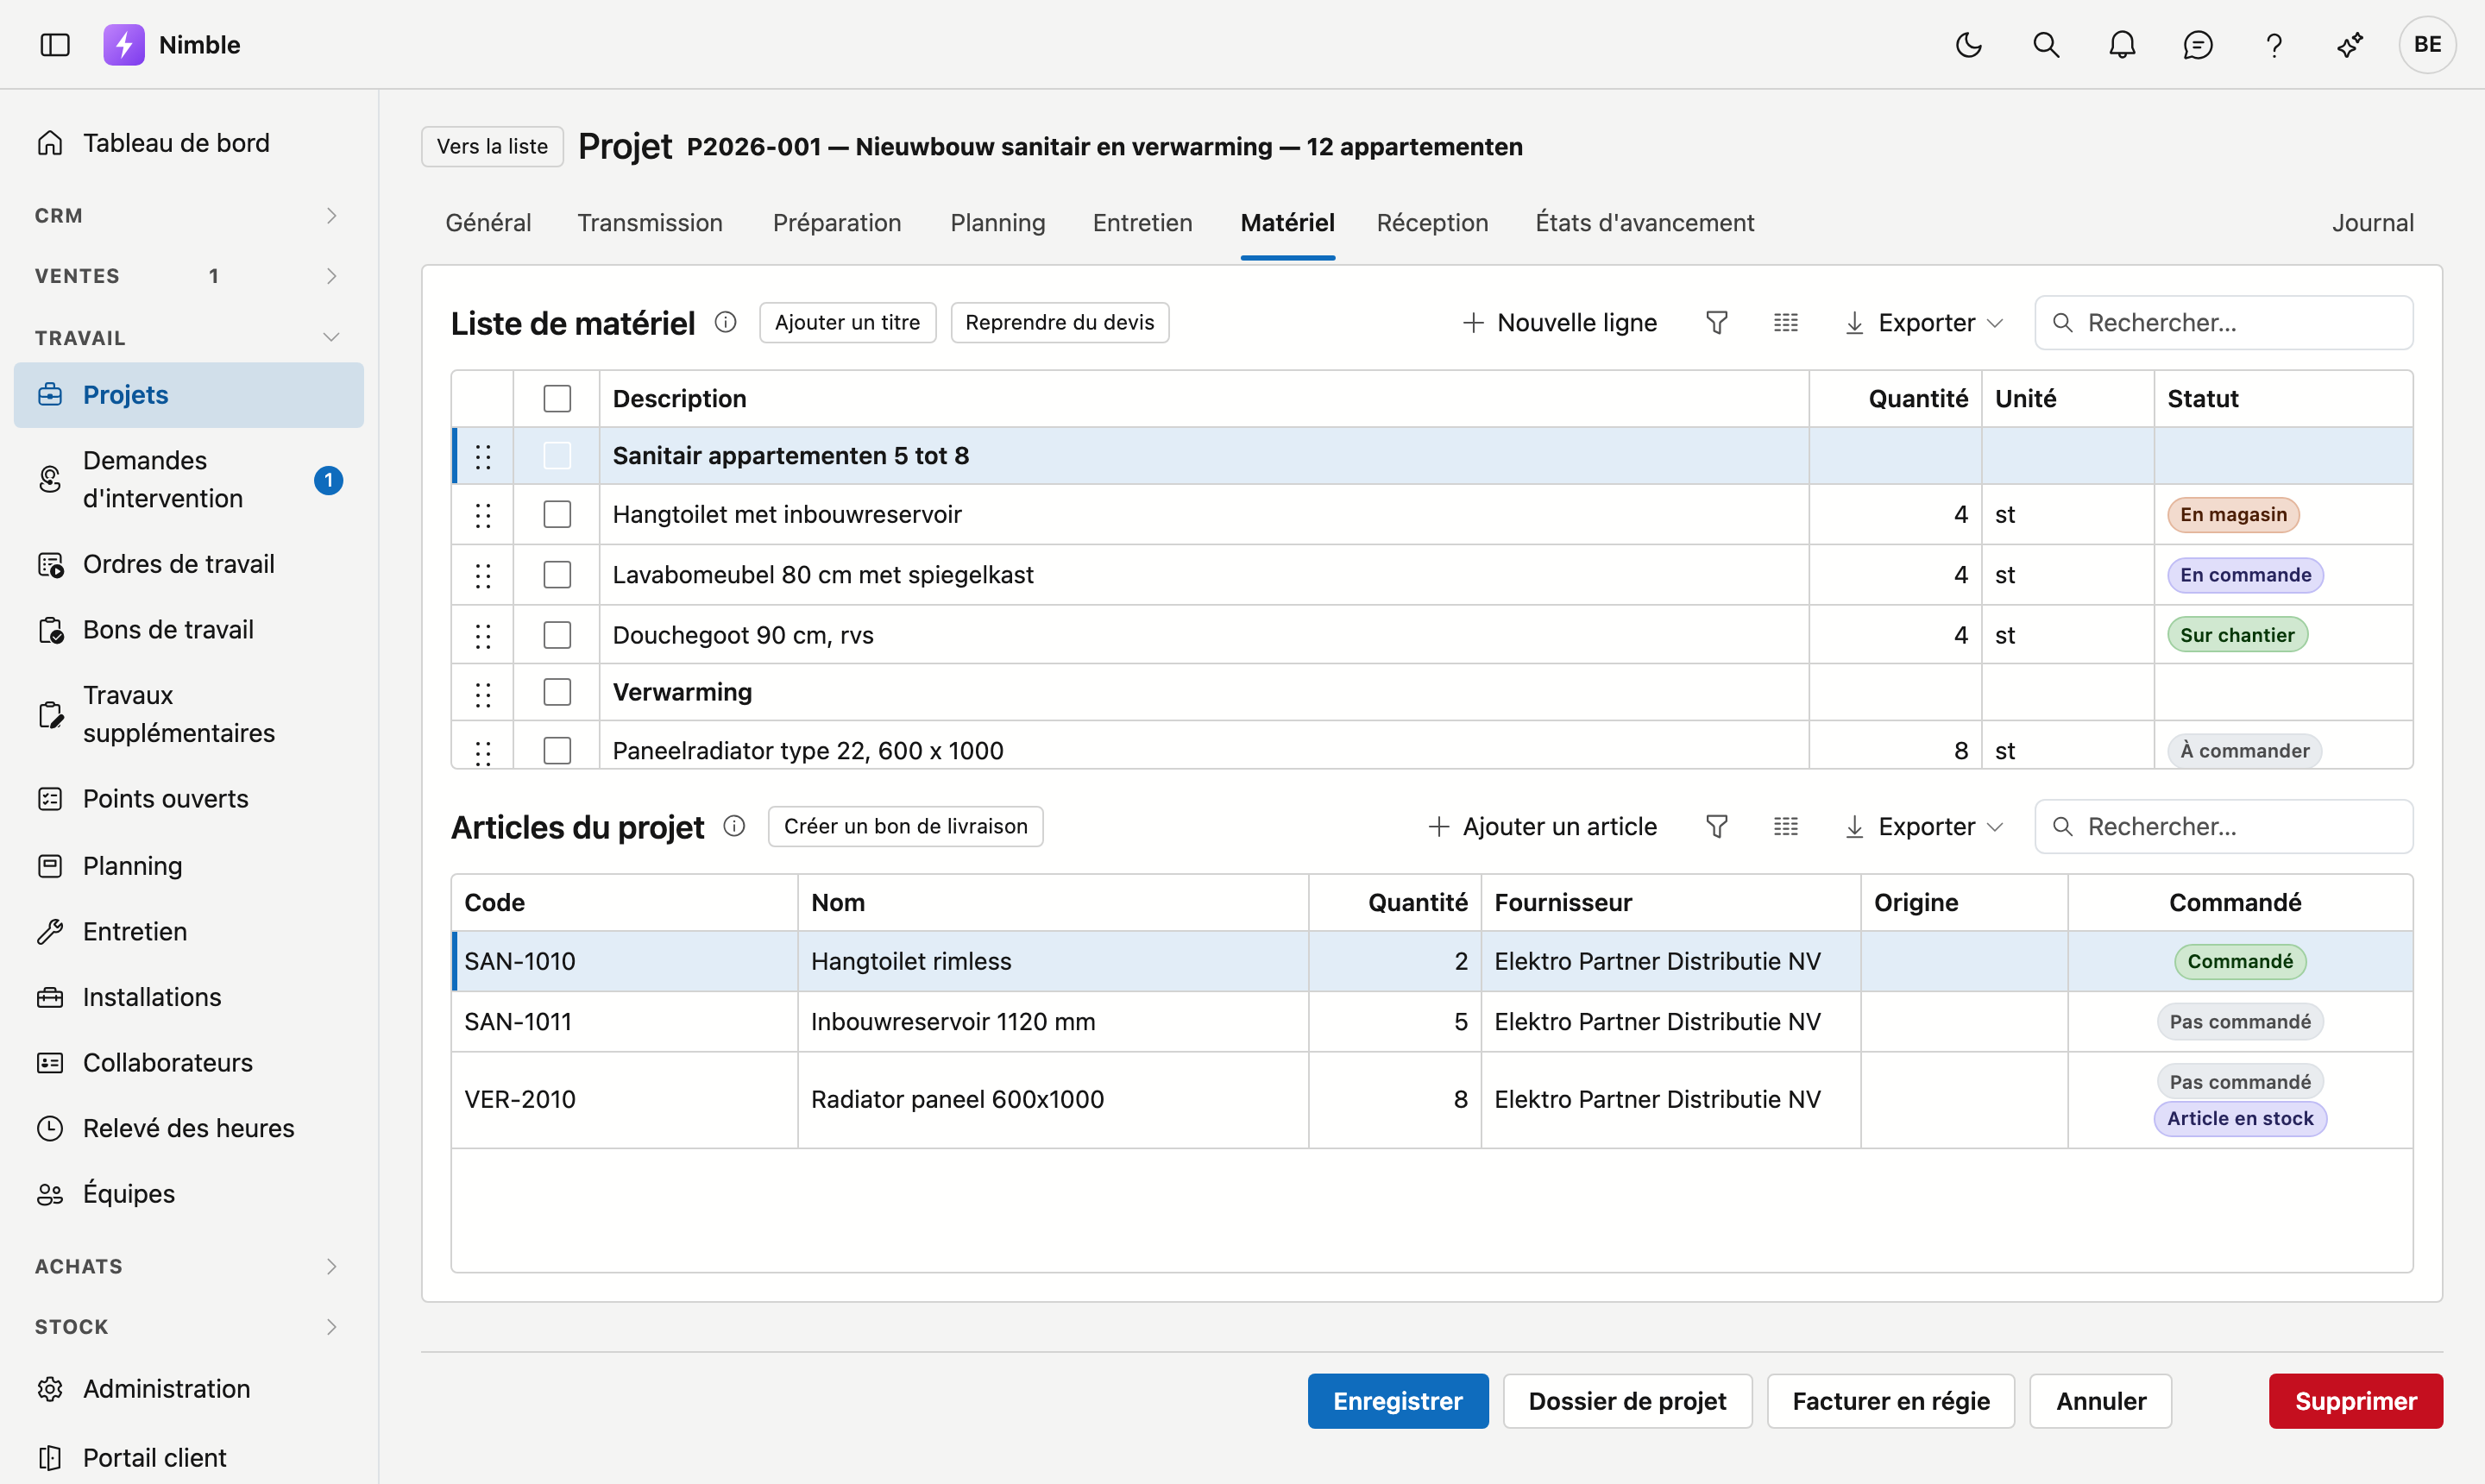 Nimble
BE
Tableau de bord
CRM
VENTES 1
TRAVAIL
Projets
Demandes
d'intervention
1
Ordres de travail
Bons de travail
Travaux
supplémentaires
Points ouverts
Planning
Entretien
Installations
Collaborateurs
Relevé des heures
Équipes
ACHATS
STOCK
Administration
Portail client
Vers la liste
Projet P2026-001 — Nieuwbouw sanitair en verwarming — 12 appartementen
Général Transmission Préparation Planning Entretien Matériel Réception États d'avancement Journal
Liste de matériel Ajouter un titre Reprendre du devis Nouvelle ligne Exporter Rechercher...
Description Quantité Unité Statut
Sanitair appartementen 5 tot 8
Hangtoilet met inbouwreservoir 4 st En magasin
Lavabomeubel 80 cm met spiegelkast 4 st En commande
Douchegoot 90 cm, rvs 4 st Sur chantier
Verwarming
Paneelradiator type 22, 600 x 1000 8 st À commander
Articles du projet Créer un bon de livraison Ajouter un article Exporter Rechercher...
Code Nom Quantité Fournisseur Origine Commandé
SAN-1010 Hangtoilet rimless 2 Elektro Partner Distributie NV Commandé
SAN-1011 Inbouwreservoir 1120 mm 5 Elektro Partner Distributie NV Pas commandé
VER-2010 Radiator paneel 600x1000 8 Elektro Partner Distributie NV Pas commandé
Article en stock
Enregistrer Dossier de projet Facturer en régie Annuler Supprimer